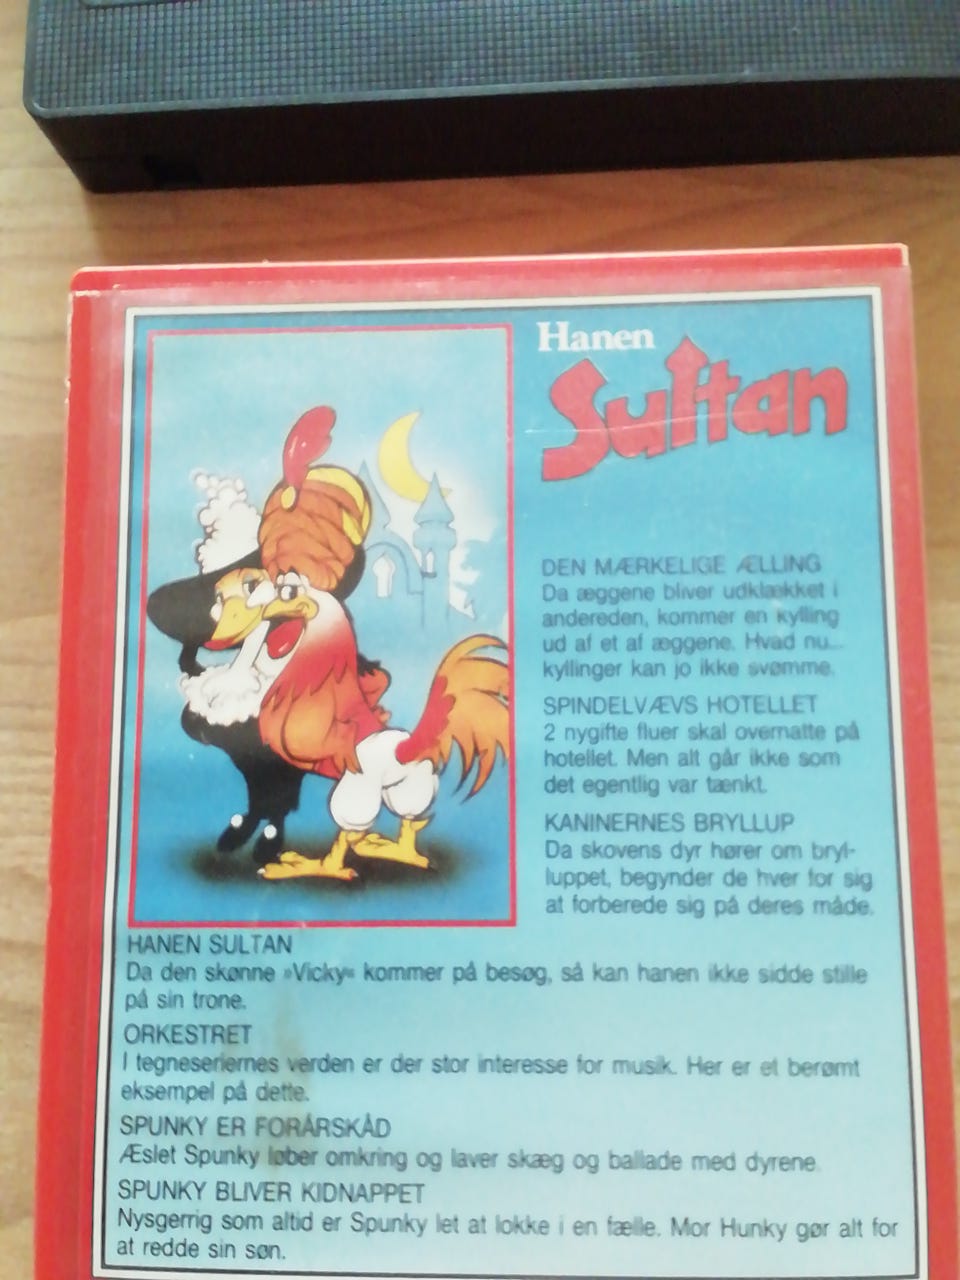 Hanen
Sultan
DEN MÆRKELIGE ÆLLING
Da æggene bliver udklækket i
andereden, kommer en kylling
ud af et af æggene. Hvad nu...
kyllinger kan jo ikke svømme.
SPINDELVÆVS HOTELLET
2 nygifte fluer skal overnatte på
hotellet. Men alt går ikke som
det egentlig var tænkt.
KANINERNES BRYLLUP
Da skovens dyr hører om bryl-
luppet, begynder de hver for sig
at forberede sig på deres måde.
HANEN SULTAN
Da den skønne »Vicky« kommer på besøg, så kan hanen ikke sidde stille
på sin trone.
ORKESTRET
I tegneseriernes verden er der stor interesse for musik. Her er et berømt
eksempel på dette.
SPUNKY ER FORÅRSKÅD
Æslet Spunky løber omkring og laver skæg og ballade med dyrene.
SPUNKY BLIVER KIDNAPPET
Nysgerrig som altid er Spunky let at lokke i en fælle. Mor Hunky gør alt for
at redde sin søn.